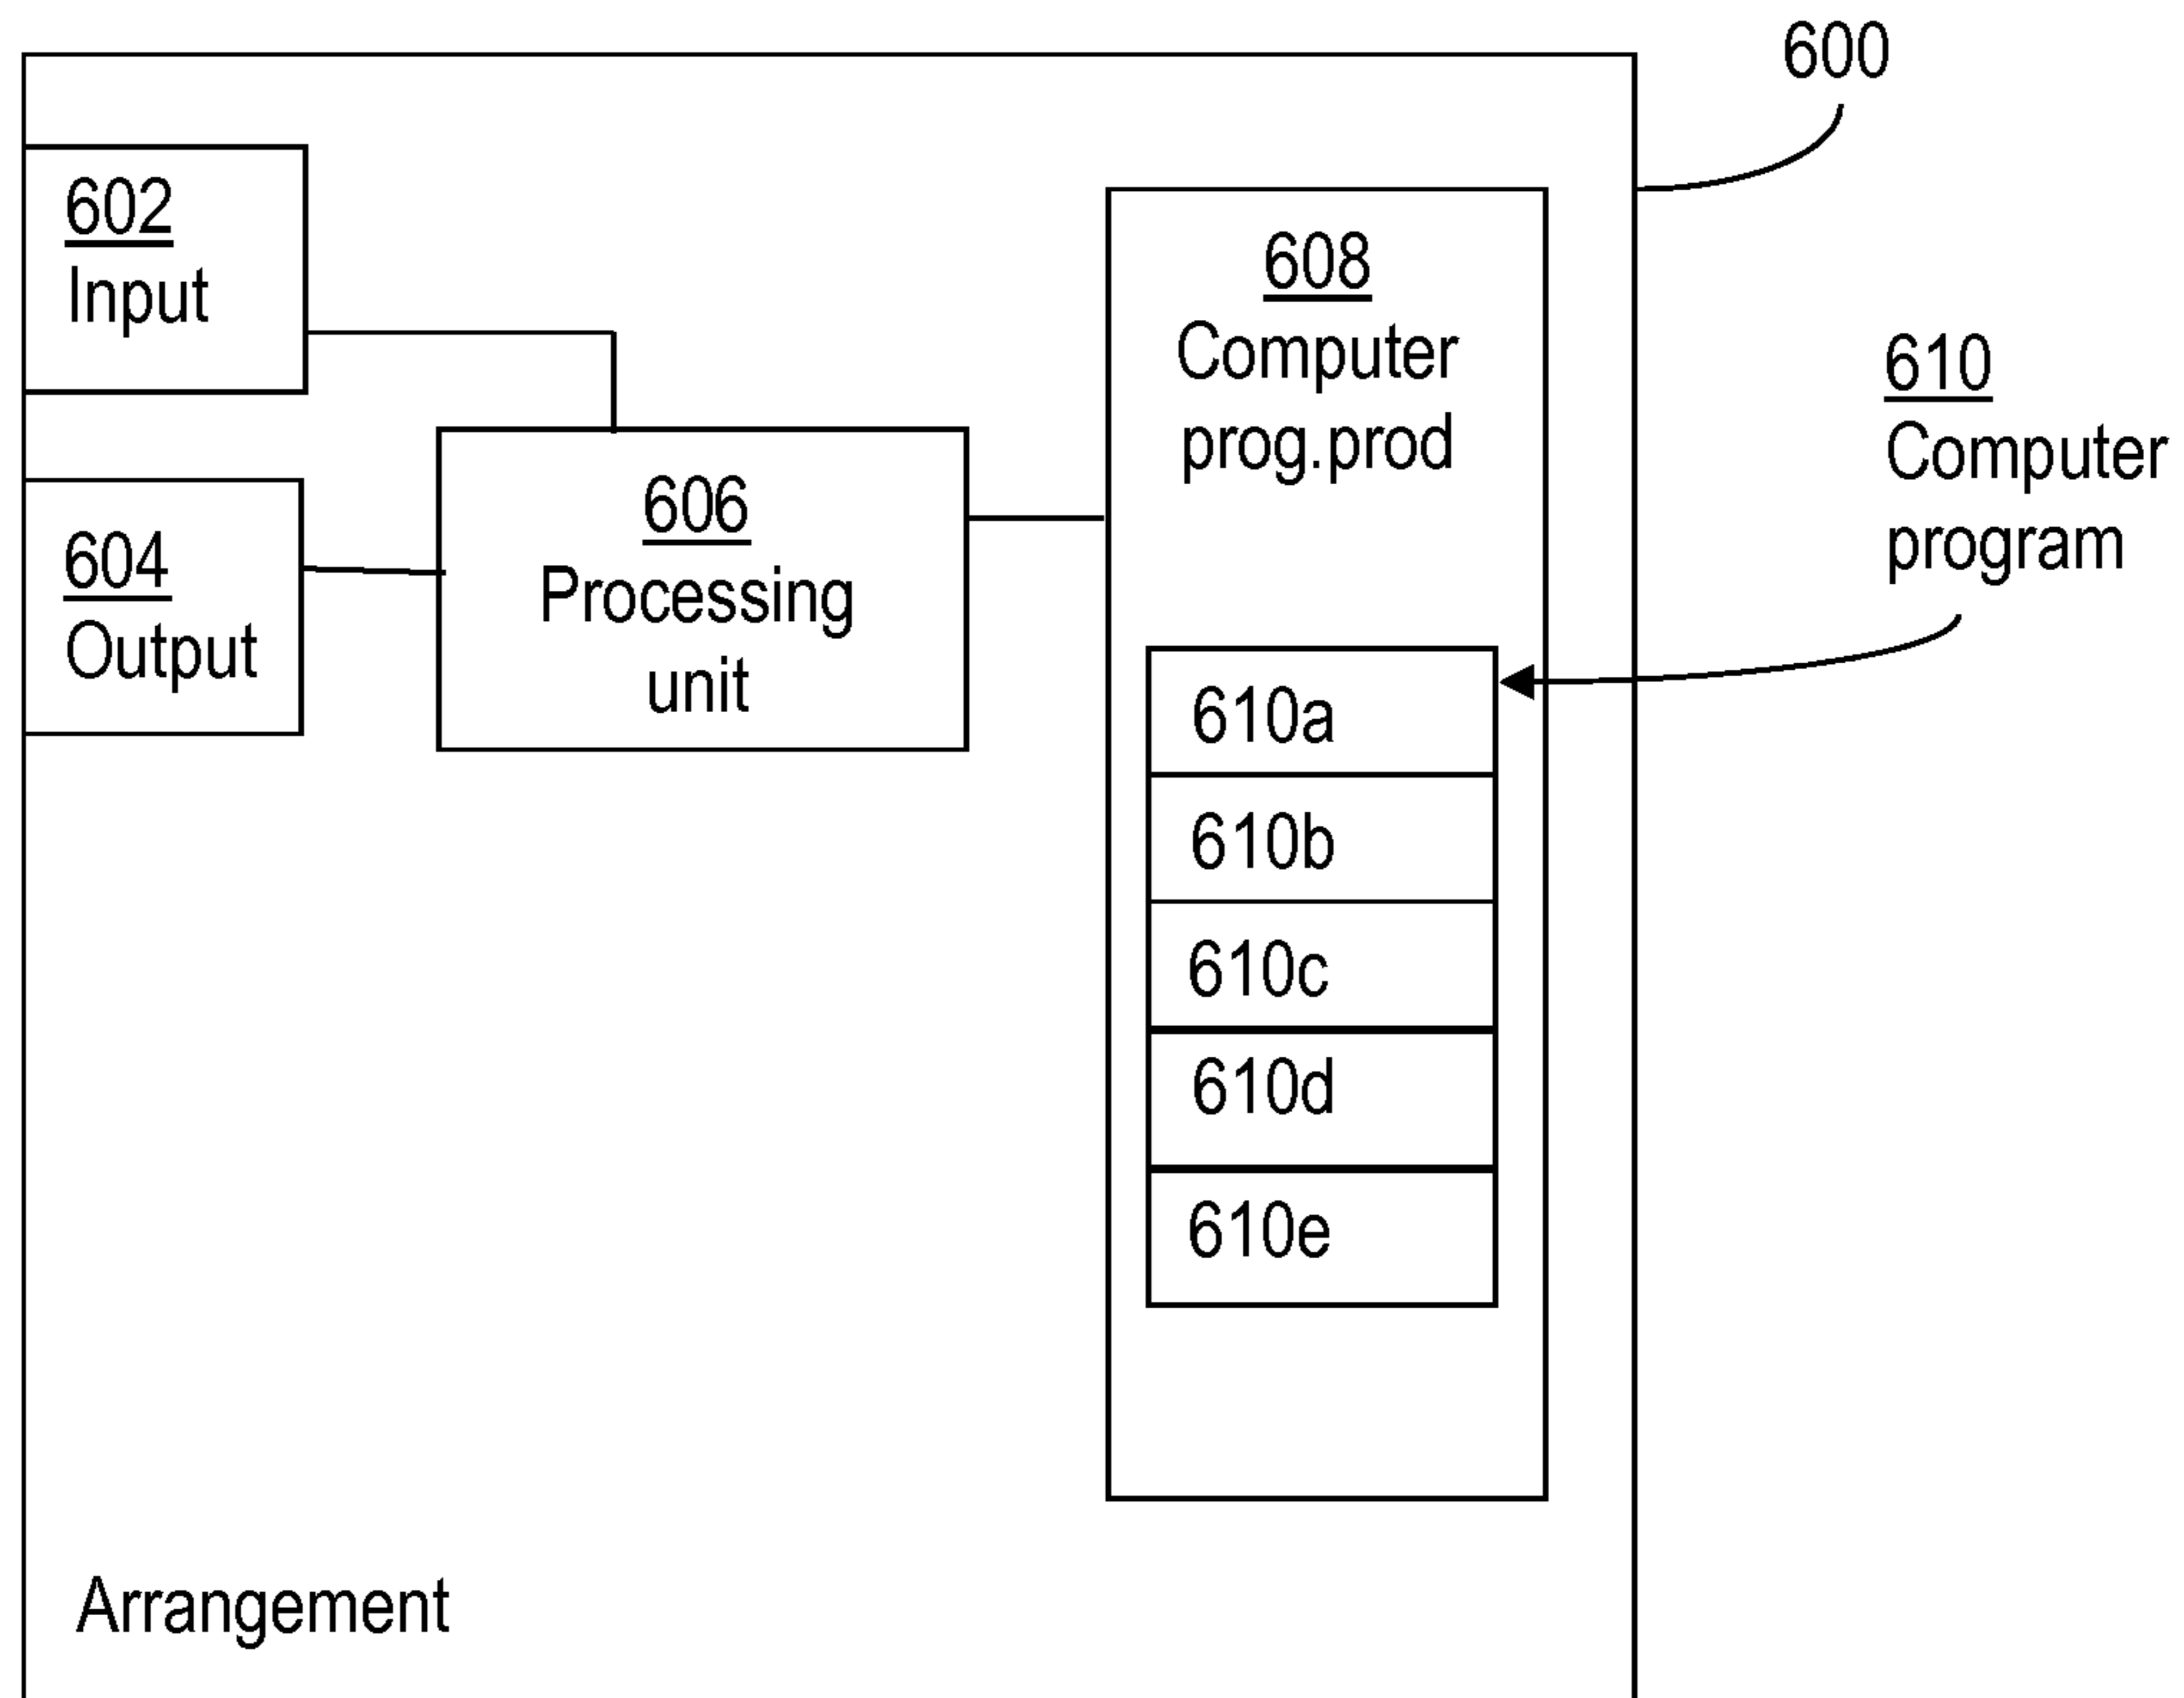 600
602
Input
604
Output
606
Processing
unit
608
Computer
prog.prod
610
Computer
program
610a
610b
610c
610d
610e
Arrangement